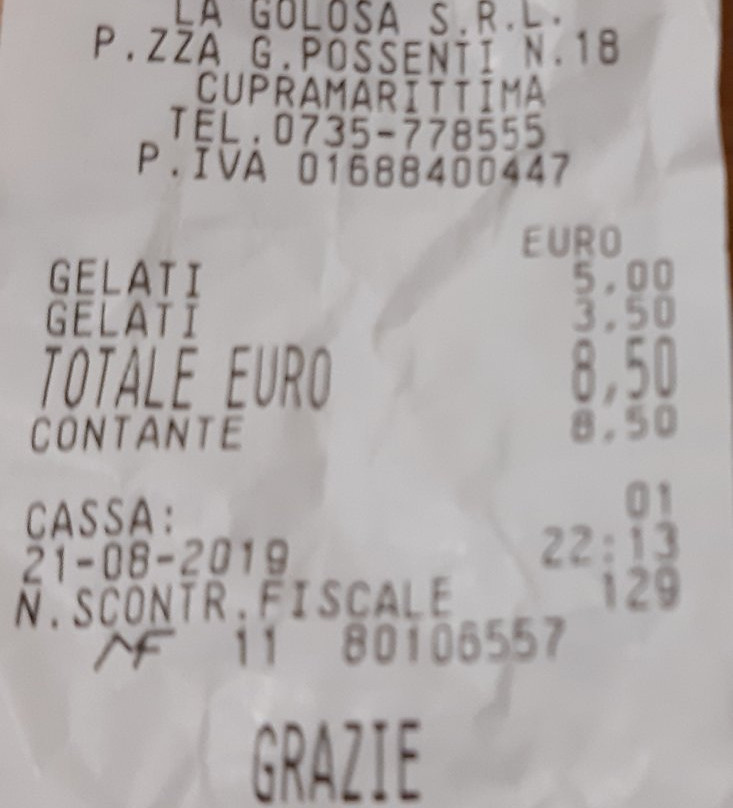 LA GOLOSA S.R.L.
P.ZZA G.POSSENTI N.18
CUPRAMARITTIMA
TEL.0735-778555
P.IVA 01688400447
EURO
GELATI 5,00
GELATI 3,50
TOTALE EURO 8,50
CONTANTE 8,50
CASSA: 01
21-08-2019 22:13
N.SCONTR.FISCALE 129
MF 11 80106557
GRAZIE